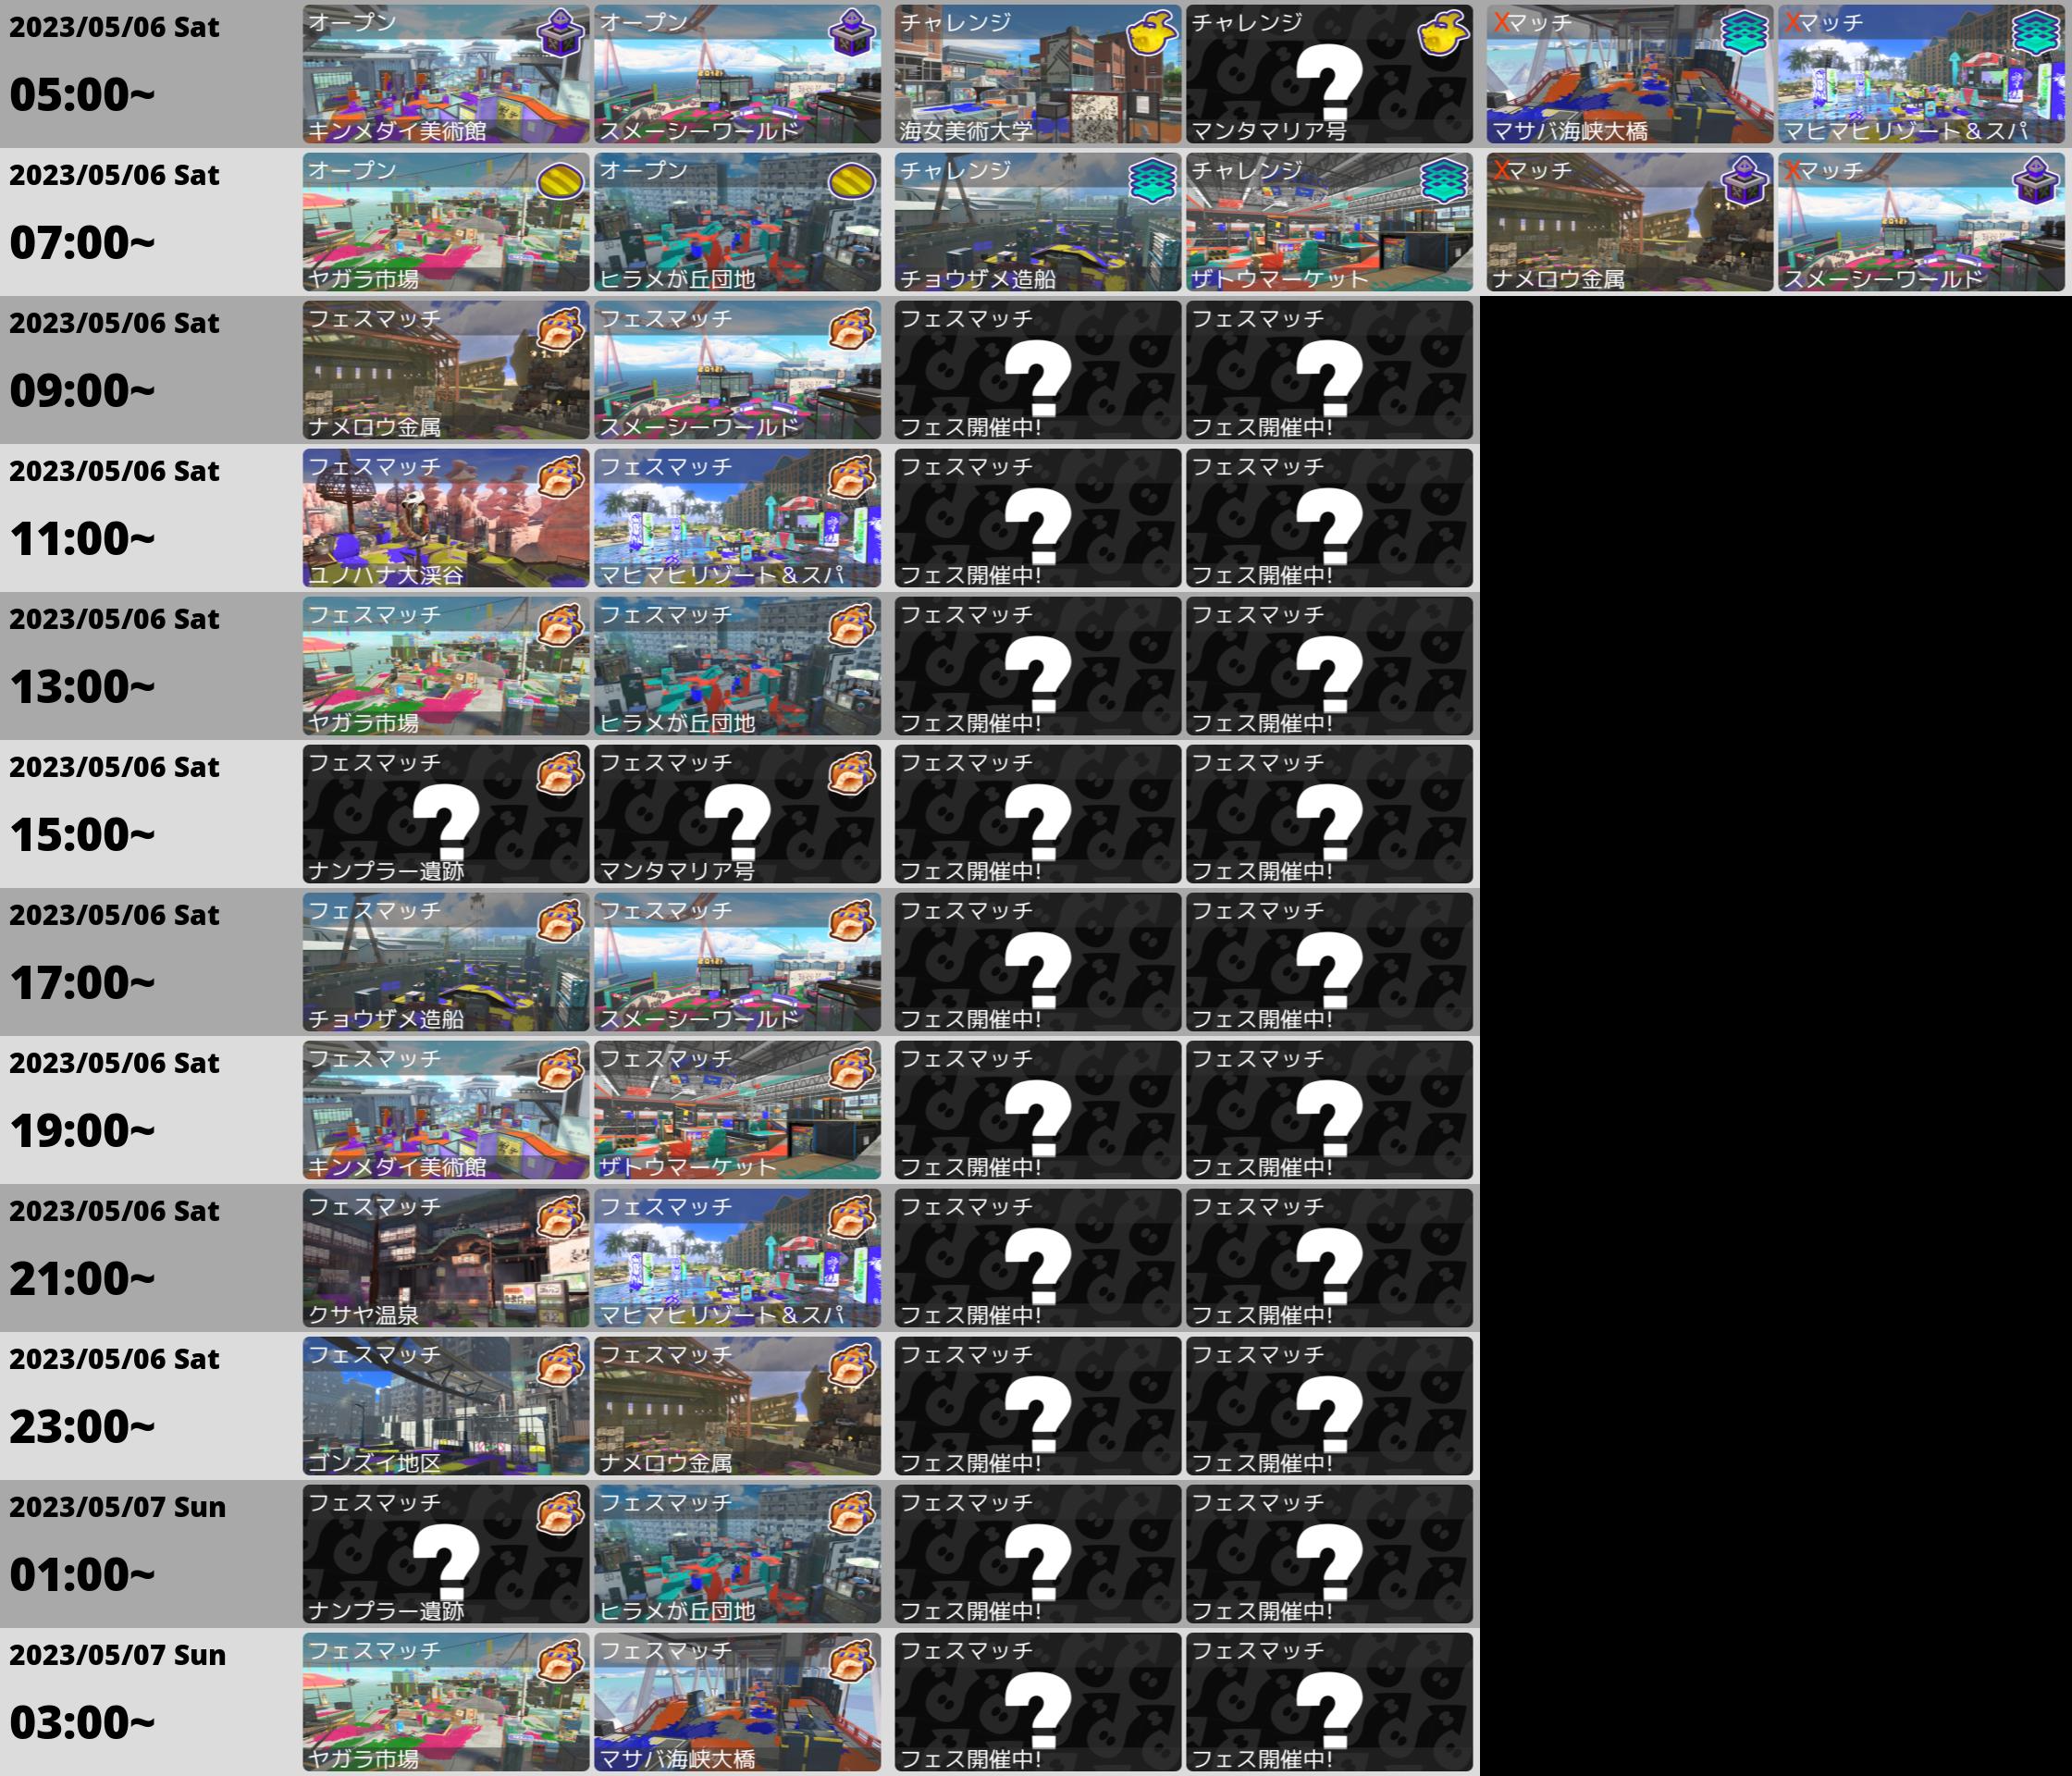 2023/05/06 Sat
05:00~
オープン
キンメダイ美術館
オープン
スメーシーワールド
チャレンジ
海女美術大学
チャレンジ
マンタマリア号
Xマッチ
マサバ海峡大橋
Xマッチ
マヒマヒリゾート&スパ
2023/05/06 Sat
07:00~
オープン
ヤガラ市場
オープン
ヒラメが丘団地
チャレンジ
チョウザメ造船
チャレンジ
ザトウマーケット
Xマッチ
ナメロウ金属
Xマッチ
スメーシーワールド
2023/05/06 Sat
09:00~
フェスマッチ
ナメロウ金属
フェスマッチ
スメーシーワールド
フェスマッチ
フェス開催中!
フェスマッチ
フェス開催中!
2023/05/06 Sat
11:00~
フェスマッチ
ユノハナ大渓谷
フェスマッチ
マヒマヒリゾート&スパ
フェスマッチ
フェス開催中!
フェスマッチ
フェス開催中!
2023/05/06 Sat
13:00~
フェスマッチ
ヤガラ市場
フェスマッチ
ヒラメが丘団地
フェスマッチ
フェス開催中!
フェスマッチ
フェス開催中!
2023/05/06 Sat
15:00~
フェスマッチ
ナンプラー遺跡
フェスマッチ
マンタマリア号
フェスマッチ
フェス開催中!
フェスマッチ
フェス開催中!
2023/05/06 Sat
17:00~
フェスマッチ
チョウザメ造船
フェスマッチ
スメーシーワールド
フェスマッチ
フェス開催中!
フェスマッチ
フェス開催中!
2023/05/06 Sat
19:00~
フェスマッチ
キンメダイ美術館
フェスマッチ
ザトウマーケット
フェスマッチ
フェス開催中!
フェスマッチ
フェス開催中!
2023/05/06 Sat
21:00~
フェスマッチ
クサヤ温泉
フェスマッチ
マヒマヒリゾート&スパ
フェスマッチ
フェス開催中!
フェスマッチ
フェス開催中!
2023/05/06 Sat
23:00~
フェスマッチ
ゴンズイ地区
フェスマッチ
ナメロウ金属
フェスマッチ
フェス開催中!
フェスマッチ
フェス開催中!
2023/05/07 Sun
01:00~
フェスマッチ
ナンプラー遺跡
フェスマッチ
ヒラメが丘団地
フェスマッチ
フェス開催中!
フェスマッチ
フェス開催中!
2023/05/07 Sun
03:00~
フェスマッチ
ヤガラ市場
フェスマッチ
マサバ海峡大橋
フェスマッチ
フェス開催中!
フェスマッチ
フェス開催中!